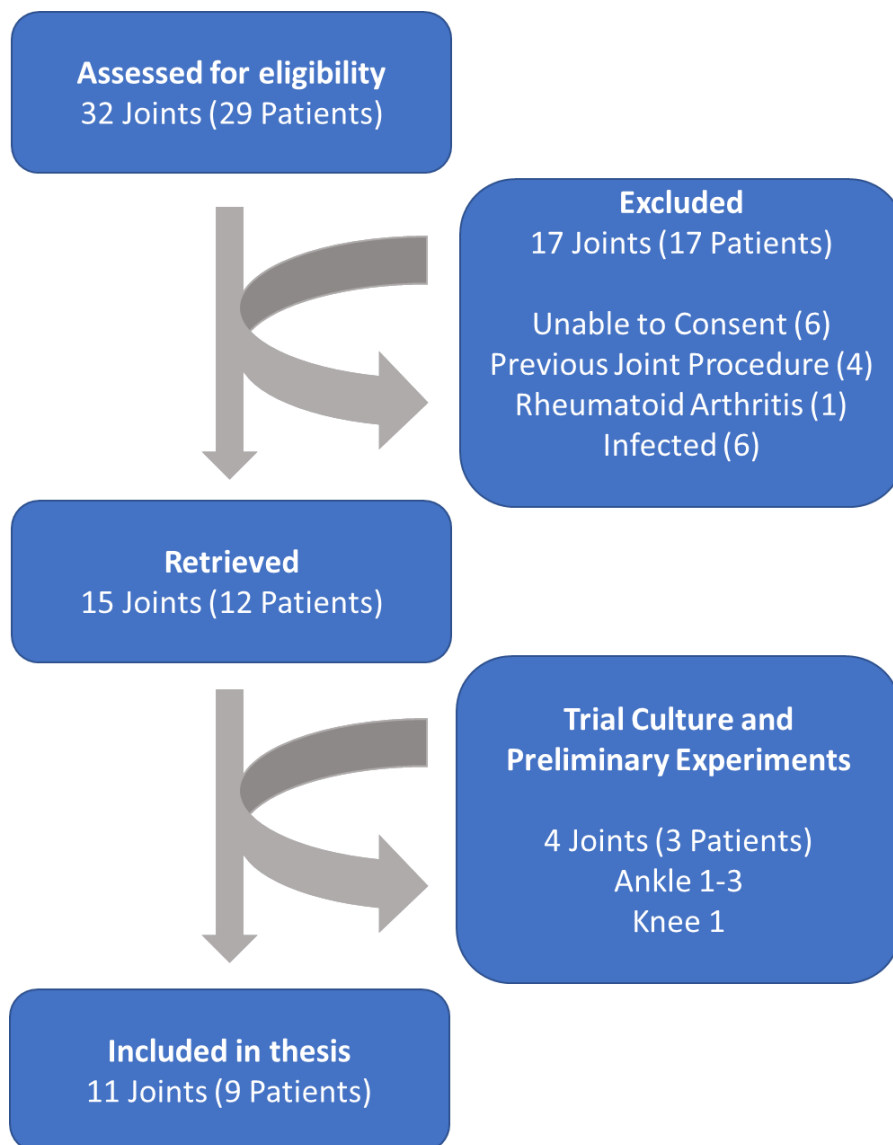 Assessed for eligibility
32 Joints (29 Patients)
Excluded
17 Joints (17 Patients)
Unable to Consent (6)
Previous Joint Procedure (4)
Rheumatoid Arthritis (1)
Infected (6)
Retrieved
15 Joints (12 Patients)
Trial Culture and
Preliminary Experiments
4 Joints (3 Patients)
Ankle 1-3
Knee 1
Included in thesis
11 Joints (9 Patients)